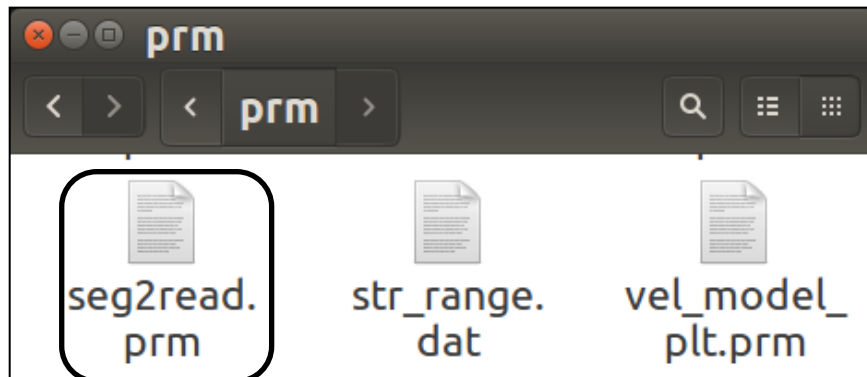 prm
prm
seg2read.
prm
str_range.
dat
vel_model_
plt.prm